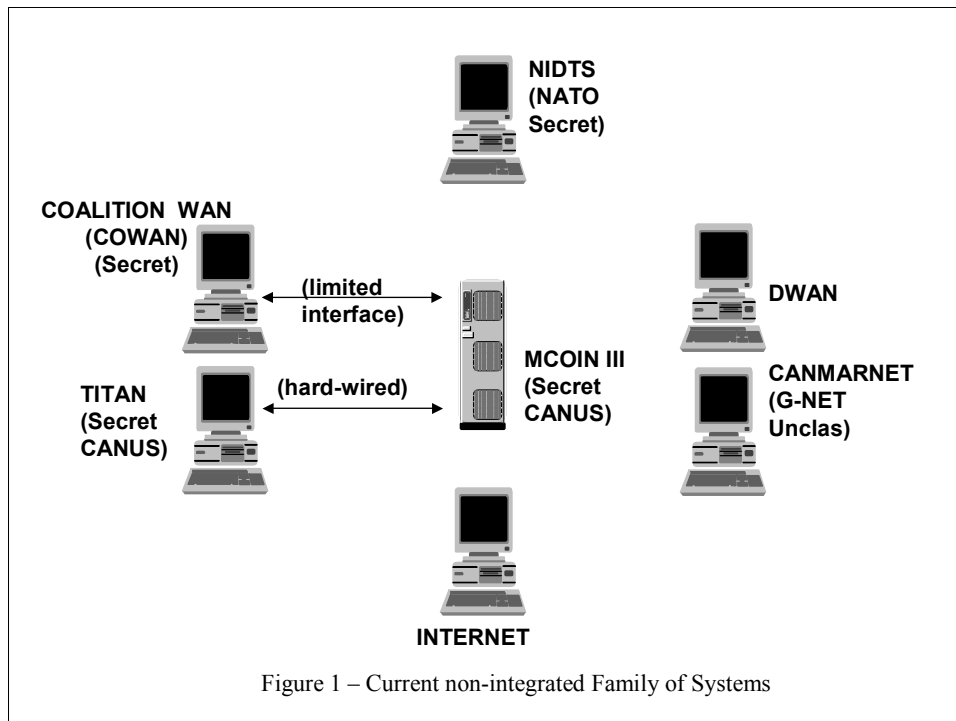 NIDTS
(NATO
Secret)
COALITION WAN
(COWAN)
(Secret)
(limited
interface)
DWAN
TITAN
(Secret
CANUS)
(hard-wired)
MCOIN III
(Secret
CANUS)
CANMARNET
(G-NET
Unclas)
INTERNET
Figure 1 – Current non-integrated Family of Systems